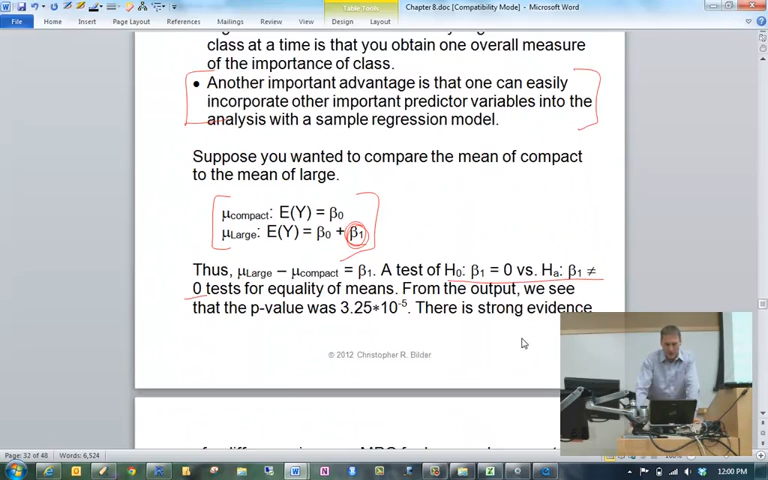 Table Tools
Chapter 8.doc [Compatibility Mode] - Microsoft Word
File
Home
Insert
Page Layout
References
Mailings
Review
View
Design
Layout
class at a time is that you obtain one overall measure
of the importance of class.
• Another important advantage is that one can easily
incorporate other important predictor variables into the
analysis with a sample regression model.
Suppose you wanted to compare the mean of compact
to the mean of large.
μcompact: E(Y) = β0
μLarge: E(Y) = β0 + β1
Thus, μLarge – μcompact = β1. A test of H0: β1 = 0 vs. Ha: β1 ≠
0 tests for equality of means. From the output, we see
that the p-value was 3.25*10-5. There is strong evidence
© 2012 Christopher R. Bilder
Page: 32 of 48
Words: 6,524
12:00 PM